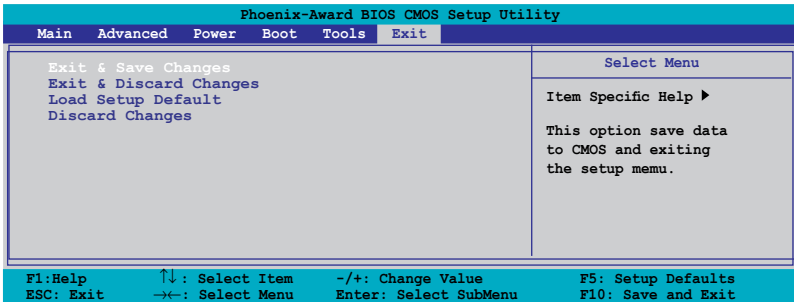 Phoenix-Award BIOS CMOS Setup Utility
Main Advanced Power Boot Tools Exit
Select Menu
Exit & Save Changes
Exit & Discard Changes
Load Setup Default
Discard Changes
Item Specific Help ▶
This option save data
to CMOS and exiting
the setup memu.
F1:Help ↑↓: Select Item -/+: Change Value F5: Setup Defaults
ESC: Exit →←: Select Menu Enter: Select SubMenu F10: Save and Exit